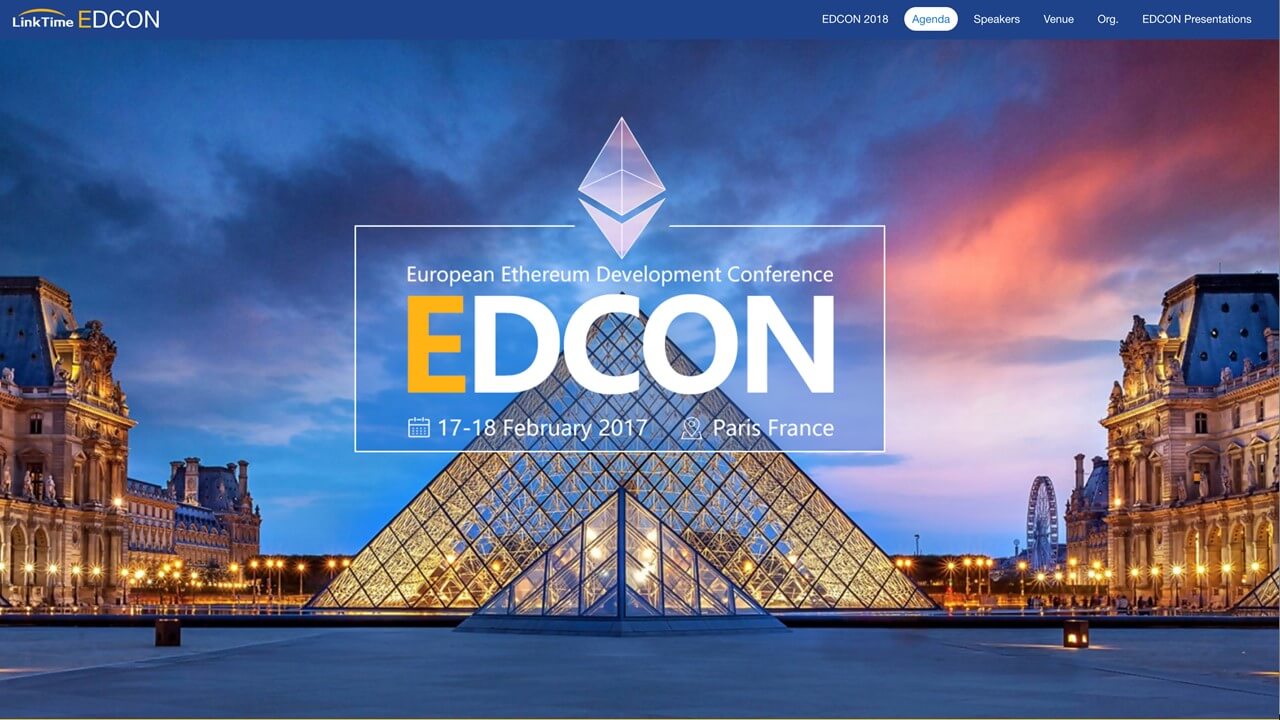 LinkTime EDCON
EDCON 2018 Agenda Speakers Venue Org. EDCON Presentations
European Ethereum Development Conference
EDCON
17-18 February 2017 Paris France